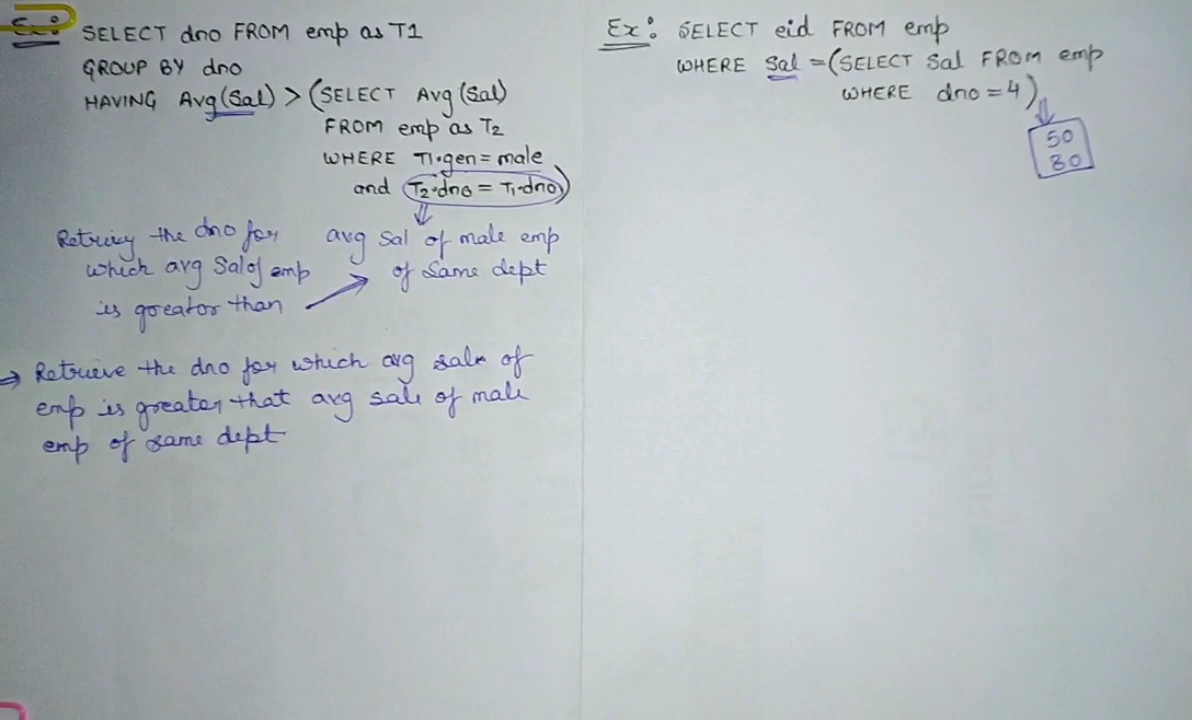 Ex: SELECT dno FROM emp as T1
GROUP BY dno
HAVING Avg(Sal) > (SELECT Avg(Sal)
FROM emp as T2
WHERE T1.gen = male
and T2.dno = T1.dno)
Retriey the dno for
which avg Sal of emp
is greator than
avg Sal of male emp
of Same dept
⇒ Retrieve the dno for which avg sale of
emp is greater that avg sale of male
emp of same dept
Ex: SELECT eid FROM emp
WHERE Sal = (SELECT Sal FROM emp
WHERE dno = 4)
50
80